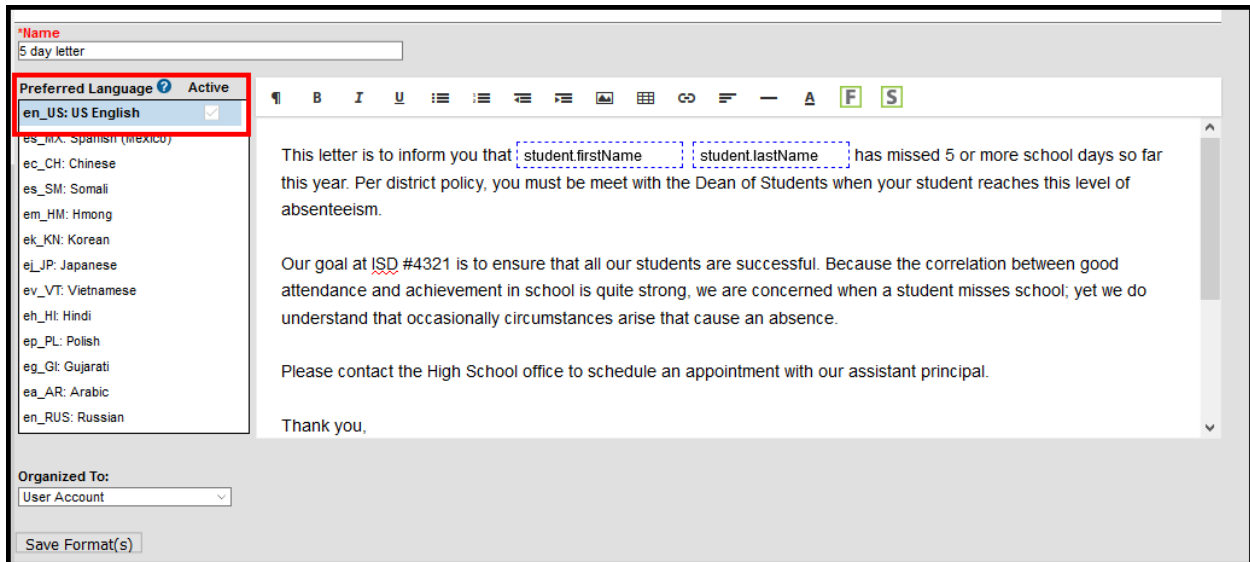 *Name
5 day letter
Preferred Language ? Active
en_US: US English
es_MX: Spanish (Mexico)
ec_CH: Chinese
es_SM: Somali
em_HM: Hmong
ek_KN: Korean
ej_JP: Japanese
ev_VT: Vietnamese
eh_HI: Hindi
ep_PL: Polish
eg_GI: Gujarati
ea_AR: Arabic
en_RUS: Russian
¶ B I U A F S
This letter is to inform you that student.firstName student.lastName has missed 5 or more school days so far
this year. Per district policy, you must be meet with the Dean of Students when your student reaches this level of
absenteeism.
Our goal at ISD #4321 is to ensure that all our students are successful. Because the correlation between good
attendance and achievement in school is quite strong, we are concerned when a student misses school; yet we do
understand that occasionally circumstances arise that cause an absence.
Please contact the High School office to schedule an appointment with our assistant principal.
Thank you,
Organized To:
User Account
Save Format(s)